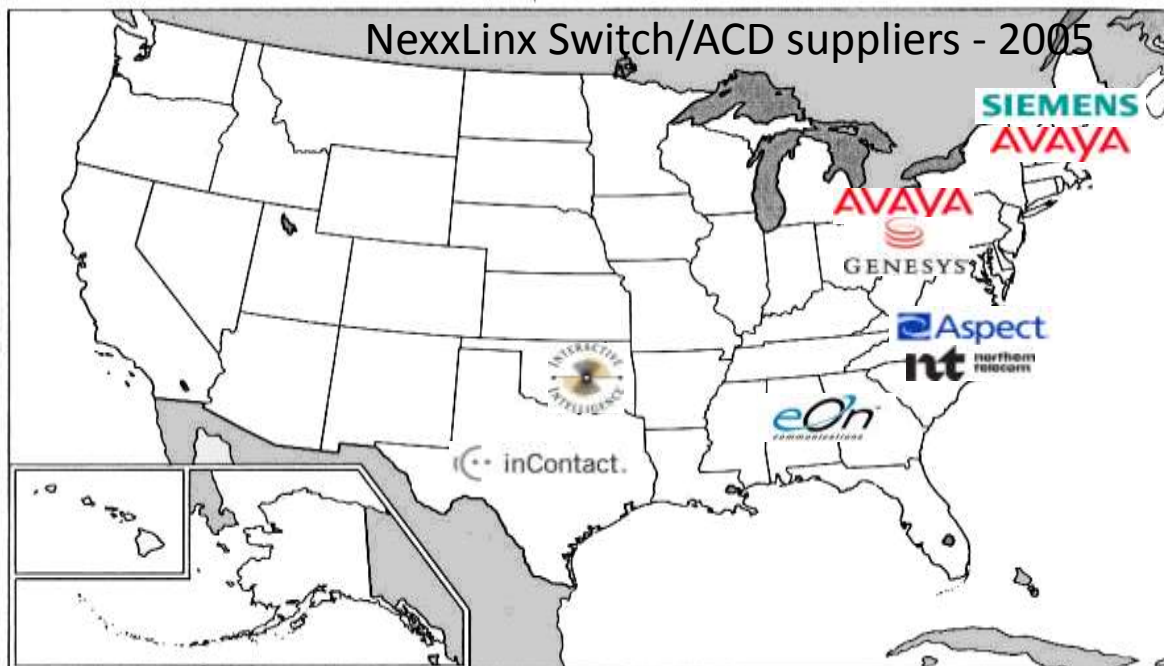 NexxLinx Switch/ACD suppliers - 2005
SIEMENS
AVAYA
AVAYA
GENESYS
Aspect
nt northern
telecom
INTERACTIVE
INTELLIGENCE
eOn
communications
inContact.